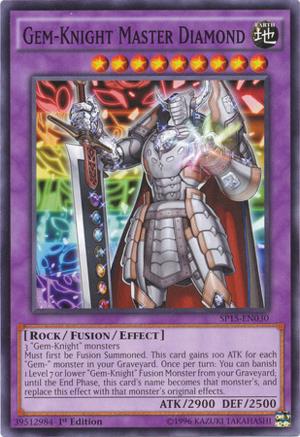 GEM-KNIGHT MASTER DIAMOND
EARTH
地
SP15-EN030
[ROCK / FUSION / EFFECT]
3 "Gem-Knight" monsters
Must first be Fusion Summoned. This card gains 100 ATK for each
"Gem-" monster in your Graveyard. Once per turn: You can banish
1 Level 7 or lower "Gem-Knight" Fusion Monster from your Graveyard;
until the End Phase, this card's name becomes that monster's, and
replace this effect with that monster's original effects.
ATK/2900 DEF/2500
39512984 1st Edition ©1996 KAZUKI TAKAHASHI